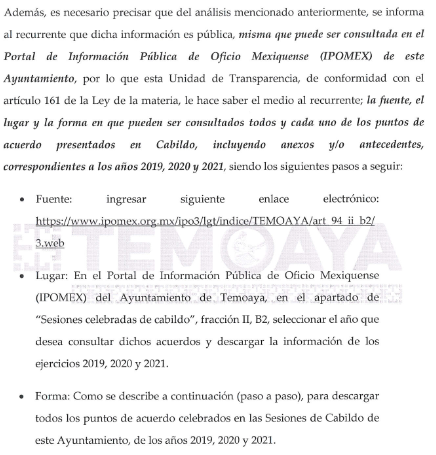 Además, es necesario precisar que del análisis mencionado anteriormente, se informa
al recurrente que dicha información es pública, misma que puede ser consultada en el
Portal de Información Pública de Oficio Mexiquense (IPOMEX) de este
Ayuntamiento, por lo que esta Unidad de Transparencia, de conformidad con el
artículo 161 de la Ley de la materia, le hace saber el medio al recurrente; la fuente, el
lugar y la forma en que pueden ser consultados todos y cada uno de los puntos de
acuerdo presentados en Cabildo, incluyendo anexos y/o antecedentes,
correspondientes a los años 2019, 2020 y 2021, siendo los siguientes pasos a seguir:
• Fuente: ingresar siguiente enlace electrónico:
https://www.ipomex.org.mx/ipo3/lgt/indice/TEMOAYA/art_94_ii_b2/
3.web
TEMOAYA
• Lugar: En el Portal de Información Pública de Oficio Mexiquense
(IPOMEX) del Ayuntamiento de Temoaya, en el apartado de
“Sesiones celebradas de cabildo”, fracción II, B2, seleccionar el año que
desea consultar dichos acuerdos y descargar la información de los
ejercicios 2019, 2020 y 2021.
• Forma: Como se describe a continuación (paso a paso), para descargar
todos los puntos de acuerdo celebrados en las Sesiones de Cabildo de
este Ayuntamiento, de los años 2019, 2020 y 2021.